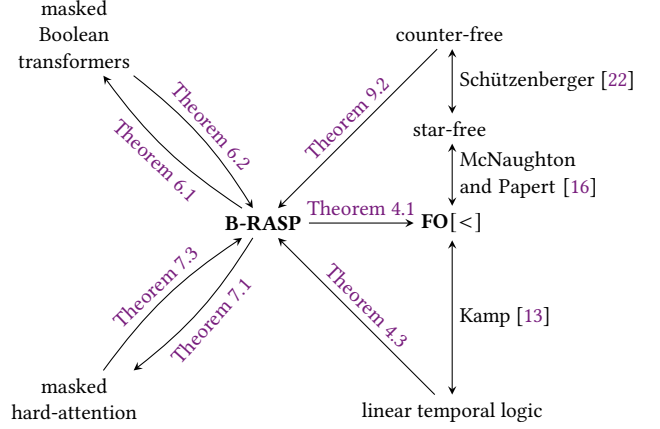 masked
Boolean
transformers
counter-free
Schützenberger [22]
Theorem 9.2
Theorem 6.2
star-free
Theorem 6.1
McNaughton
and Papert [16]
B-RASP
Theorem 4.1
FO[<]
Theorem 7.3
Theorem 7.1
Theorem 4.3
Kamp [13]
masked
hard-attention
linear temporal logic